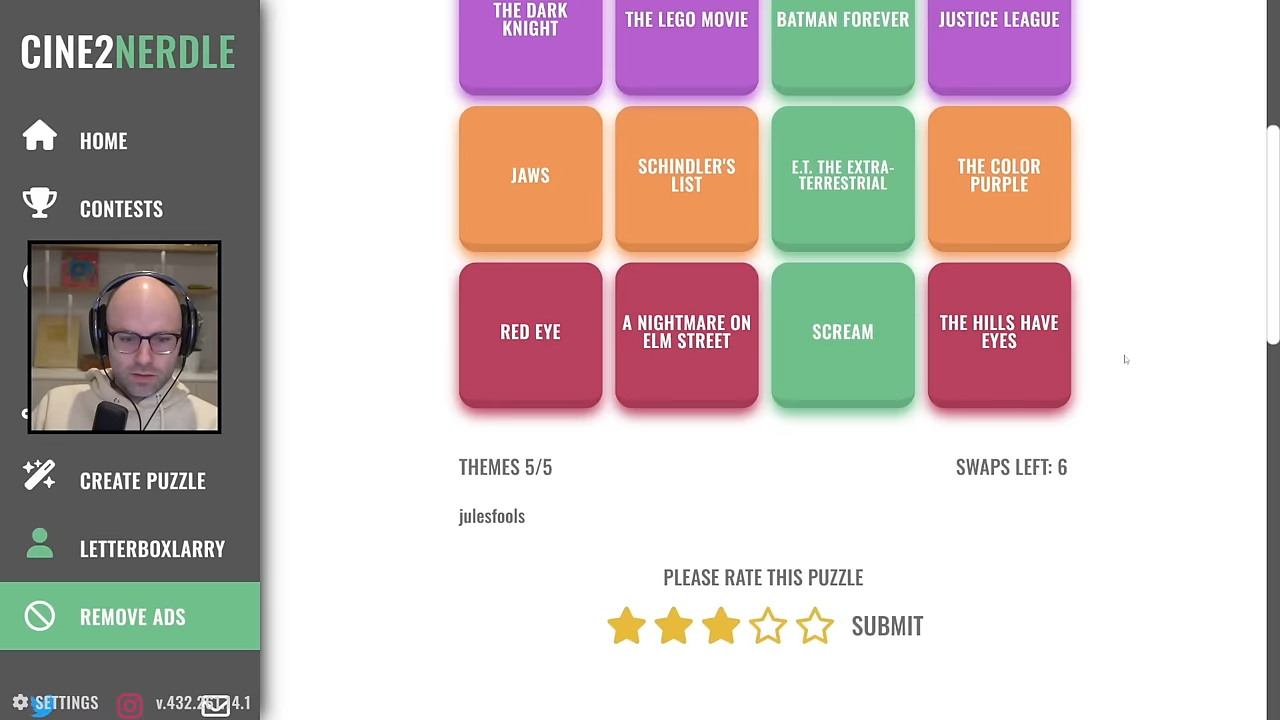 CINE2NERDLE
HOME
CONTESTS
CREATE PUZZLE
LETTERBOXLARRY
REMOVE ADS
SETTINGS
THE DARK
KNIGHT
THE LEGO MOVIE
BATMAN FOREVER
JUSTICE LEAGUE
JAWS
SCHINDLER'S
LIST
E.T. THE EXTRA-
TERRESTRIAL
THE COLOR
PURPLE
RED EYE
A NIGHTMARE ON
ELM STREET
SCREAM
THE HILLS HAVE
EYES
THEMES 5/5
SWAPS LEFT: 6
julesfools
PLEASE RATE THIS PUZZLE
SUBMIT